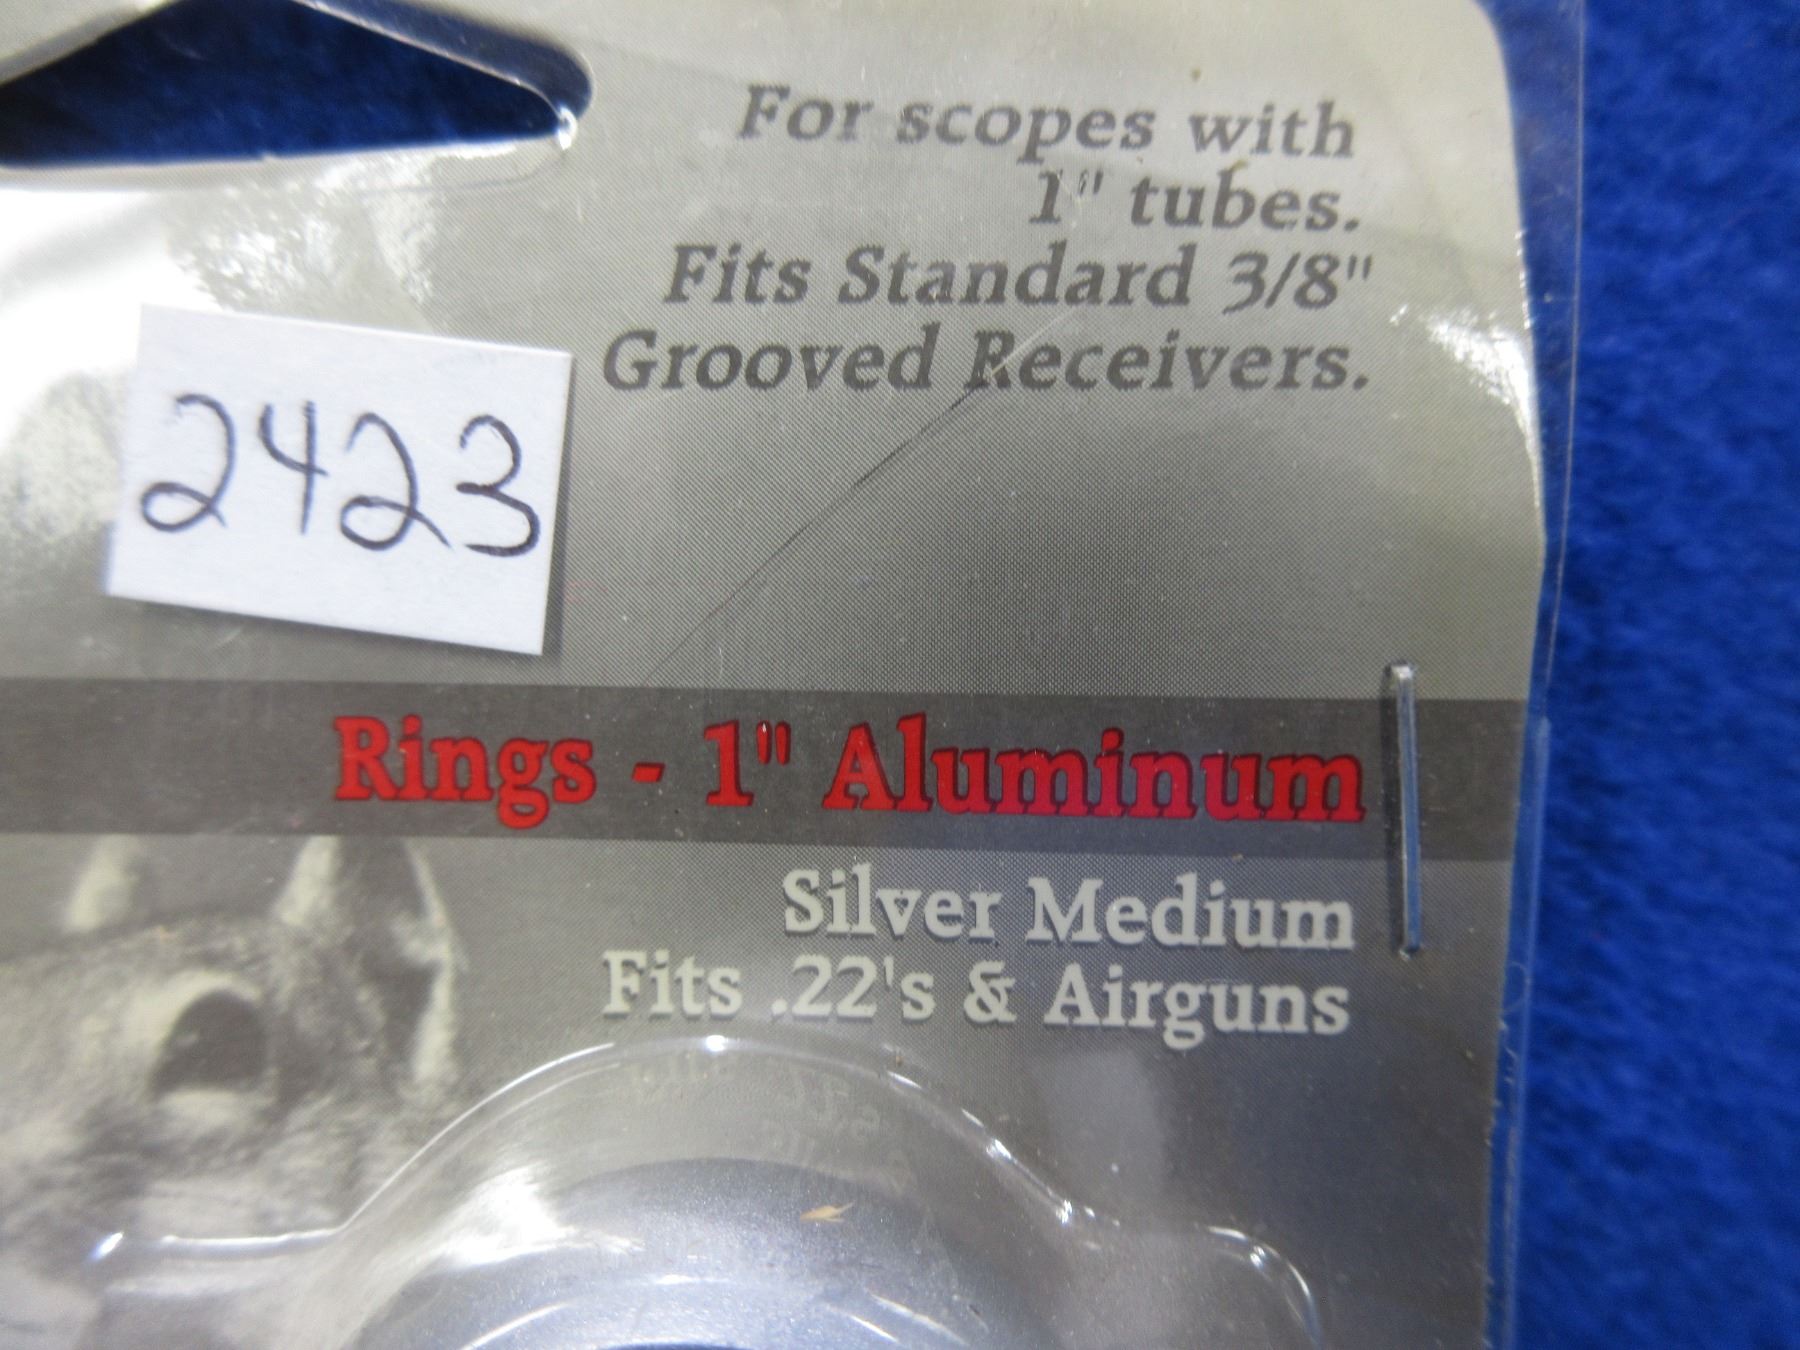 For scopes with
1" tubes.
Fits Standard 3/8"
Grooved Receivers.
2423
Rings - 1" Aluminum
Silver Medium
Fits .22's & Airguns